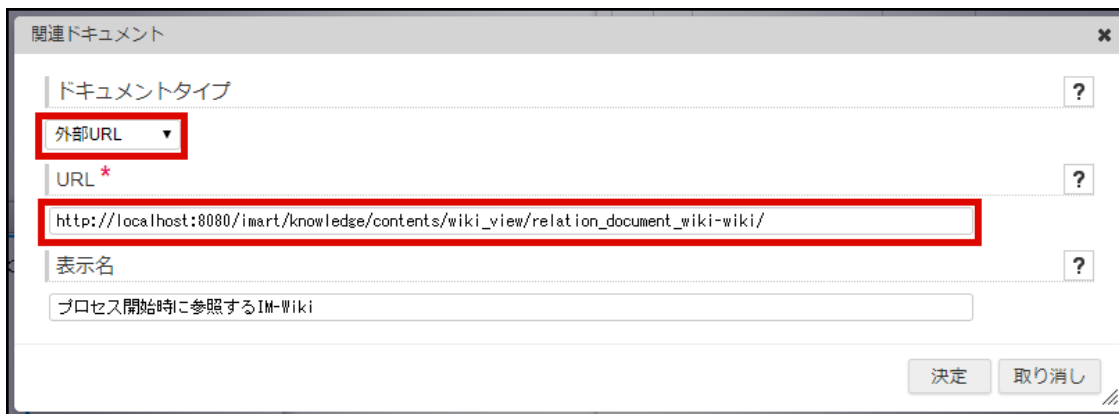 関連ドキュメント
ドキュメントタイプ
外部URL
URL*
http://localhost:8080/imart/knowledge/contents/wiki_view/relation_document_wiki-wiki/
表示名
プロセス開始時に参照するIM-Wiki
決定 取り消し